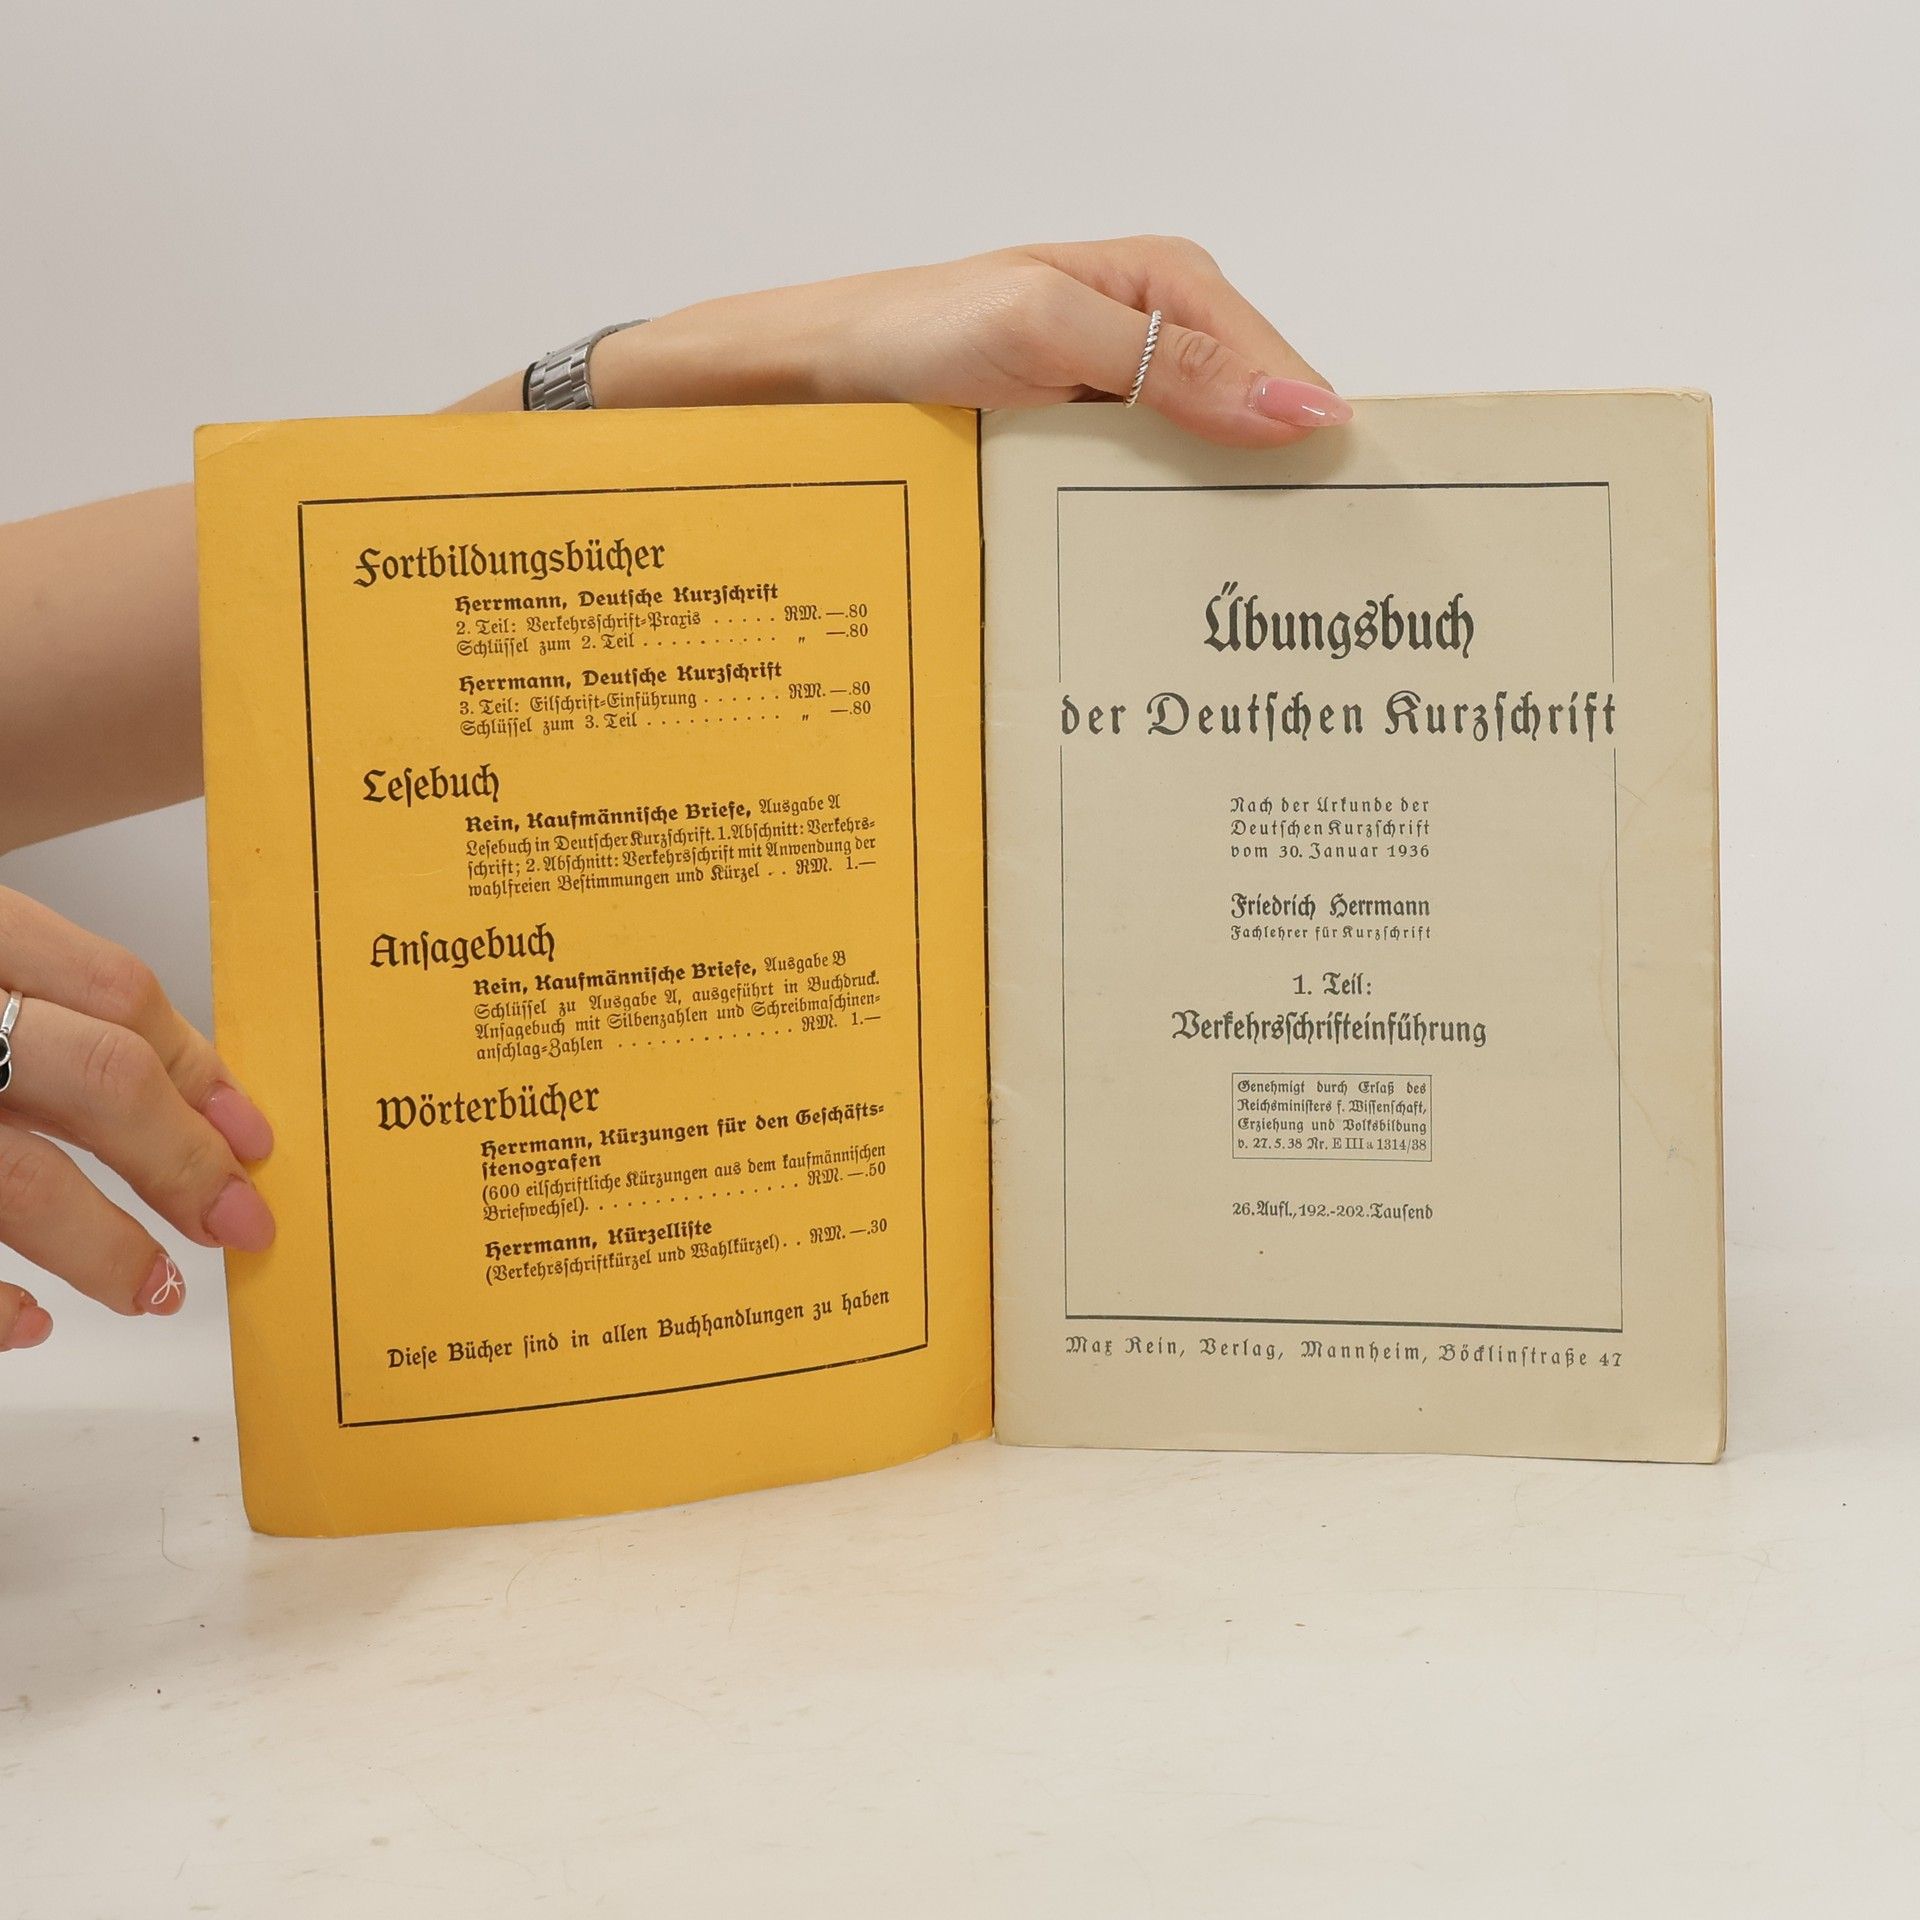 Fortbildungsbücher
Herrmann, Deutsche Kurzschrift
2. Teil: Verkehrsschrift-Praxis ..... RM. —.80
Schlüssel zum 2. Teil .......... „ —.80
Herrmann, Deutsche Kurzschrift
3. Teil: Eilschrift-Einführung ...... RM. —.80
Schlüssel zum 3. Teil .......... „ —.80
Lesebuch
Rein, Kaufmännische Briefe, Ausgabe A
Lesebuch in Deutscher Kurzschrift. 1. Abschnitt: Verkehrs-
schrift; 2. Abschnitt: Verkehrsschrift mit Anwendung der
wahlfreien Bestimmungen und Kürzel .. RM. 1.—
Ansagebuch
Rein, Kaufmännische Briefe, Ausgabe B
Schlüssel zu Ausgabe A, ausgeführt in Buchdruck.
Ansagebuch mit Silbenzahlen und Schreibmaschinen-
anschlag-Zahlen ............. RM. 1.—
Wörterbücher
Herrmann, Kürzungen für den Geschäfts-
stenografen
(600 eilschriftliche Kürzungen aus dem kaufmännischen
Briefwechsel). ............. RM. —.50
Herrmann, Kürzelliste
(Verkehrsschriftkürzel und Wahlkürzel). . RM. —.30
Diese Bücher sind in allen Buchhandlungen zu haben
Übungsbuch
der Deutschen Kurzschrift
Nach der Urkunde der
Deutschen Kurzschrift
vom 30. Januar 1936
Friedrich Herrmann
Fachlehrer für Kurzschrift
1. Teil:
Verkehrsschrifteinführung
Genehmigt durch Erlaß des
Reichsministers f. Wissenschaft,
Erziehung und Volksbildung
v. 27. 5. 38 Nr. E III a 1314/38
26. Aufl., 192.-202. Tausend
Max Rein, Verlag, Mannheim, Böcklinstraße 47